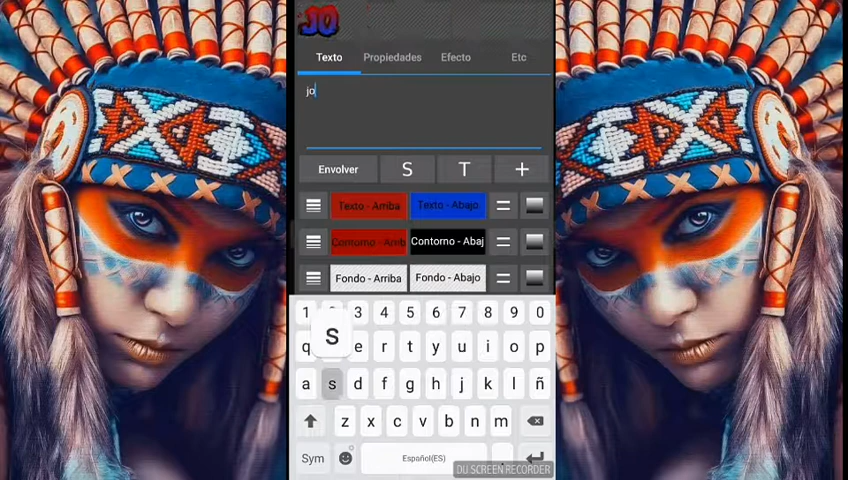 JO
Texto Propiedades Efecto Etc
jo
Envolver S T +
Texto - Arriba Texto - Abajo
Contorno - Arrib Contorno - Abaj
Fondo - Arriba Fondo - Abajo
1 3 4 5 6 7 8 9 0
s
q e r t y u i o p
a s d f g h j k l ñ
z x c v b n m
Sym Español(ES)
DU SCREEN RECORDER